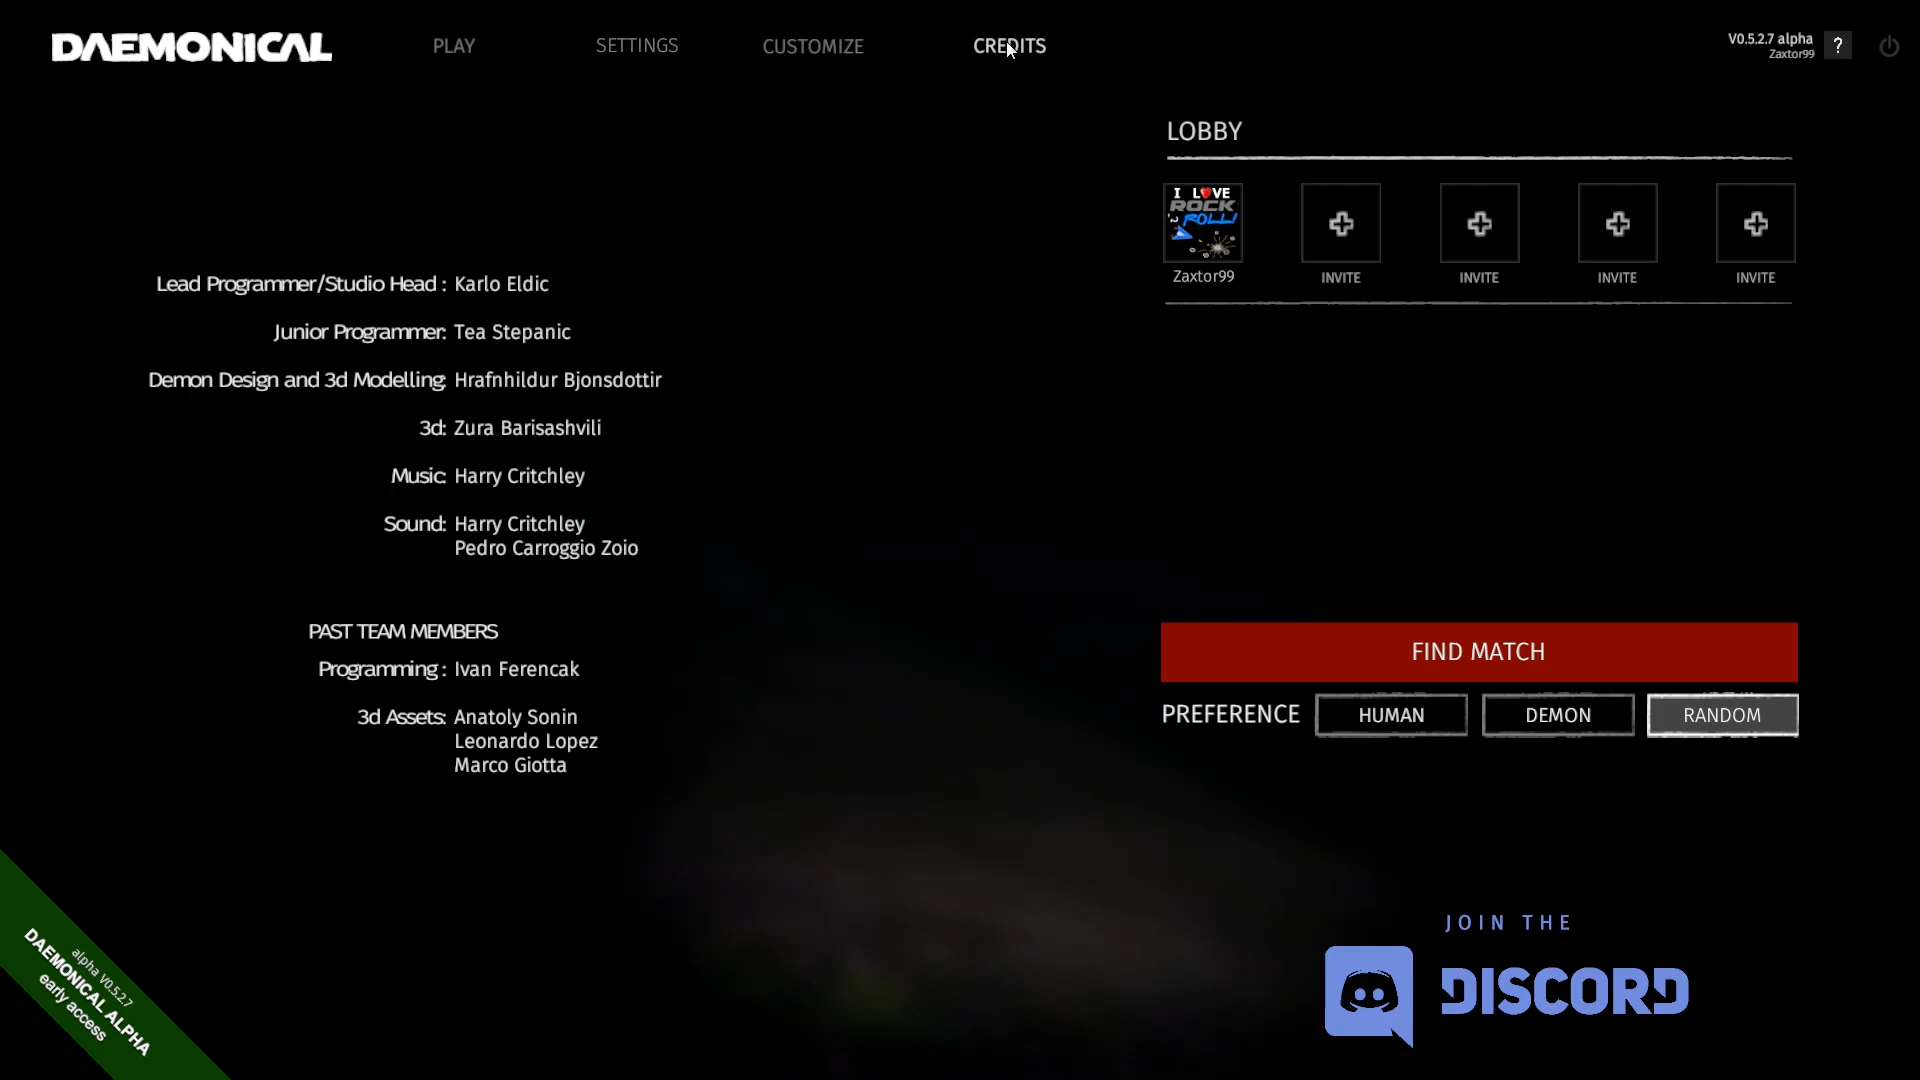 DAEMONICAL
PLAY
SETTINGS
CUSTOMIZE
CREDITS
V0.5.2.7 alpha
Zaxtor99
?
Lead Programmer/Studio Head : Karlo Eldic
Junior Programmer: Tea Stepanic
Demon Design and 3d Modelling: Hrafnhildur Bjonsdottir
3d: Zura Barisashvili
Music: Harry Critchley
Sound: Harry Critchley
Pedro Carroggio Zoio
PAST TEAM MEMBERS
Programming : Ivan Ferencak
3d Assets: Anatoly Sonin
Leonardo Lopez
Marco Giotta
LOBBY
I L❤VE
ROCK
ROLL!
Zaxtor99
INVITE
INVITE
INVITE
INVITE
FIND MATCH
PREFERENCE
HUMAN
DEMON
RANDOM
JOIN THE
DISCORD
alpha V0.5.2.7
DAEMONICAL ALPHA
early access